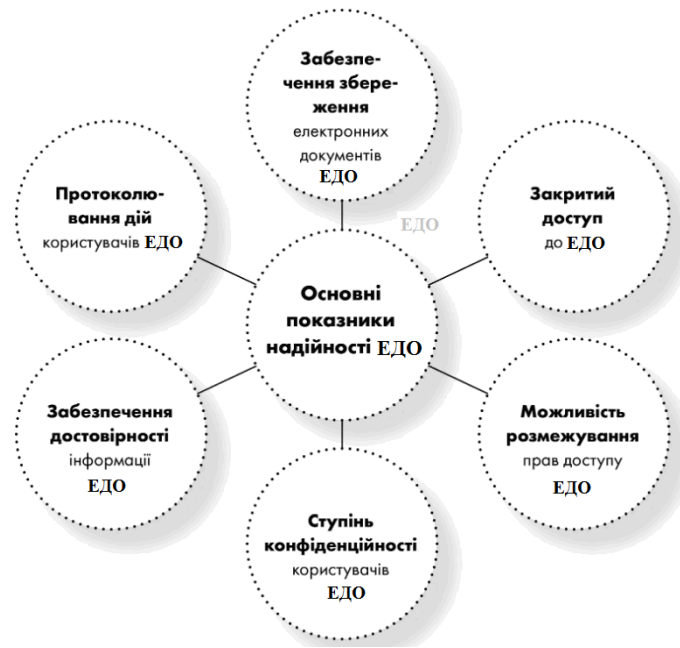 Забезпе-
чення збере-
ження
електронних
документів
ЕДО
Протоколю-
вання дій
користувачів ЕДО
ЕДО
Закритий
доступ
до ЕДО
Основні
показники
надійності ЕДО
Забезпечення
достовірності
інформації
ЕДО
Можливість
розмежування
прав доступу
ЕДО
Ступінь
конфіденційності
користувачів
ЕДО